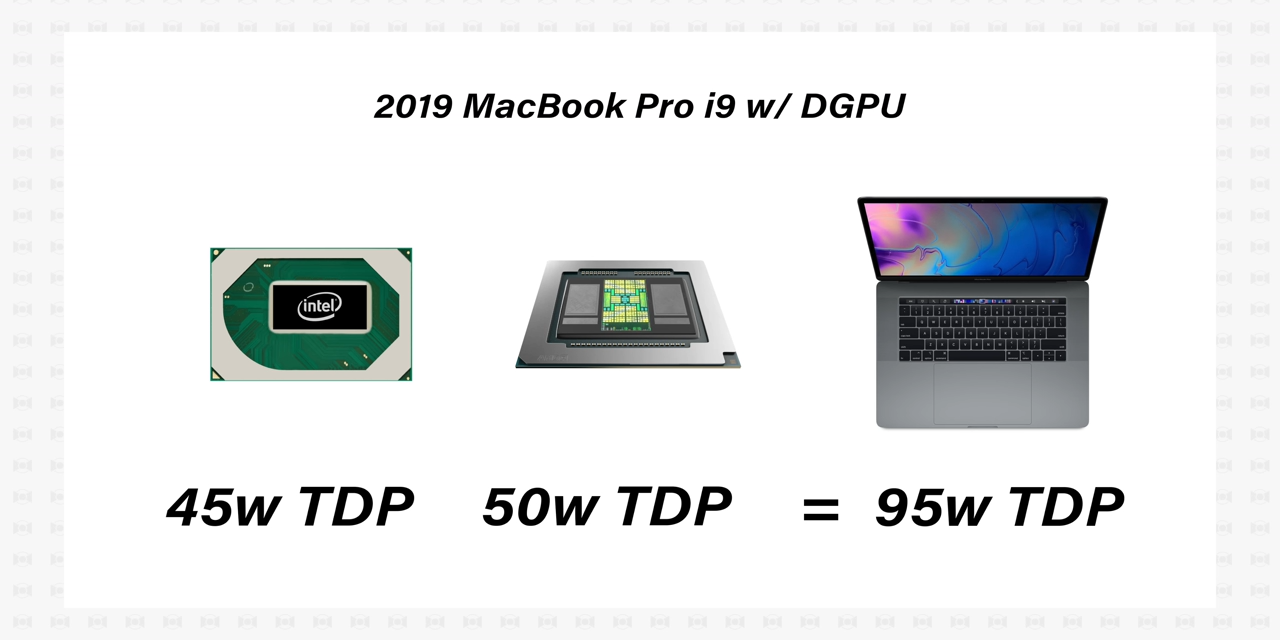 2019 MacBook Pro i9 w/ DGPU
intel
45w TDP 50w TDP = 95w TDP